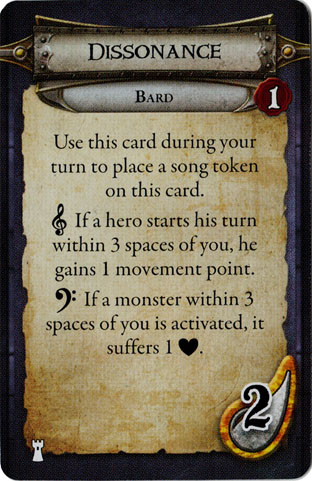 DISSONANCE
BARD
1
Use this card during your
turn to place a song token
on this card.
𝄞 If a hero starts his turn
within 3 spaces of you, he
gains 1 movement point.
𝄢 If a monster within 3
spaces of you is activated, it
suffers 1 ♥.
2